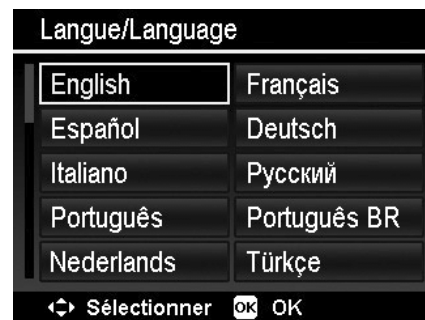 Langue/Language
English Français
Español Deutsch
Italiano Русский
Português Português BR
Nederlands Türkçe
Sélectionner OK OK